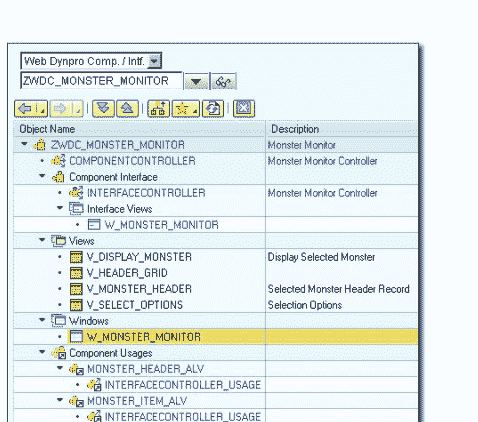 Web Dynpro Comp. / Intf.
ZWDC_MONSTER_MONITOR
Object Name Description
ZWDC_MONSTER_MONITOR Monster Monitor
COMPONENTCONTROLLER Monster Monitor Controller
Component Interface
INTERFACECONTROLLER Monster Monitor Controller
Interface Views
W_MONSTER_MONITOR
Views
V_DISPLAY_MONSTER Display Selected Monster
V_HEADER_GRID
V_MONSTER_HEADER Selected Monster Header Record
V_SELECT_OPTIONS Selection Options
Windows
W_MONSTER_MONITOR
Component Usages
MONSTER_HEADER_ALV
INTERFACECONTROLLER_USAGE
MONSTER_ITEM_ALV
INTERFACECONTROLLER_USAGE